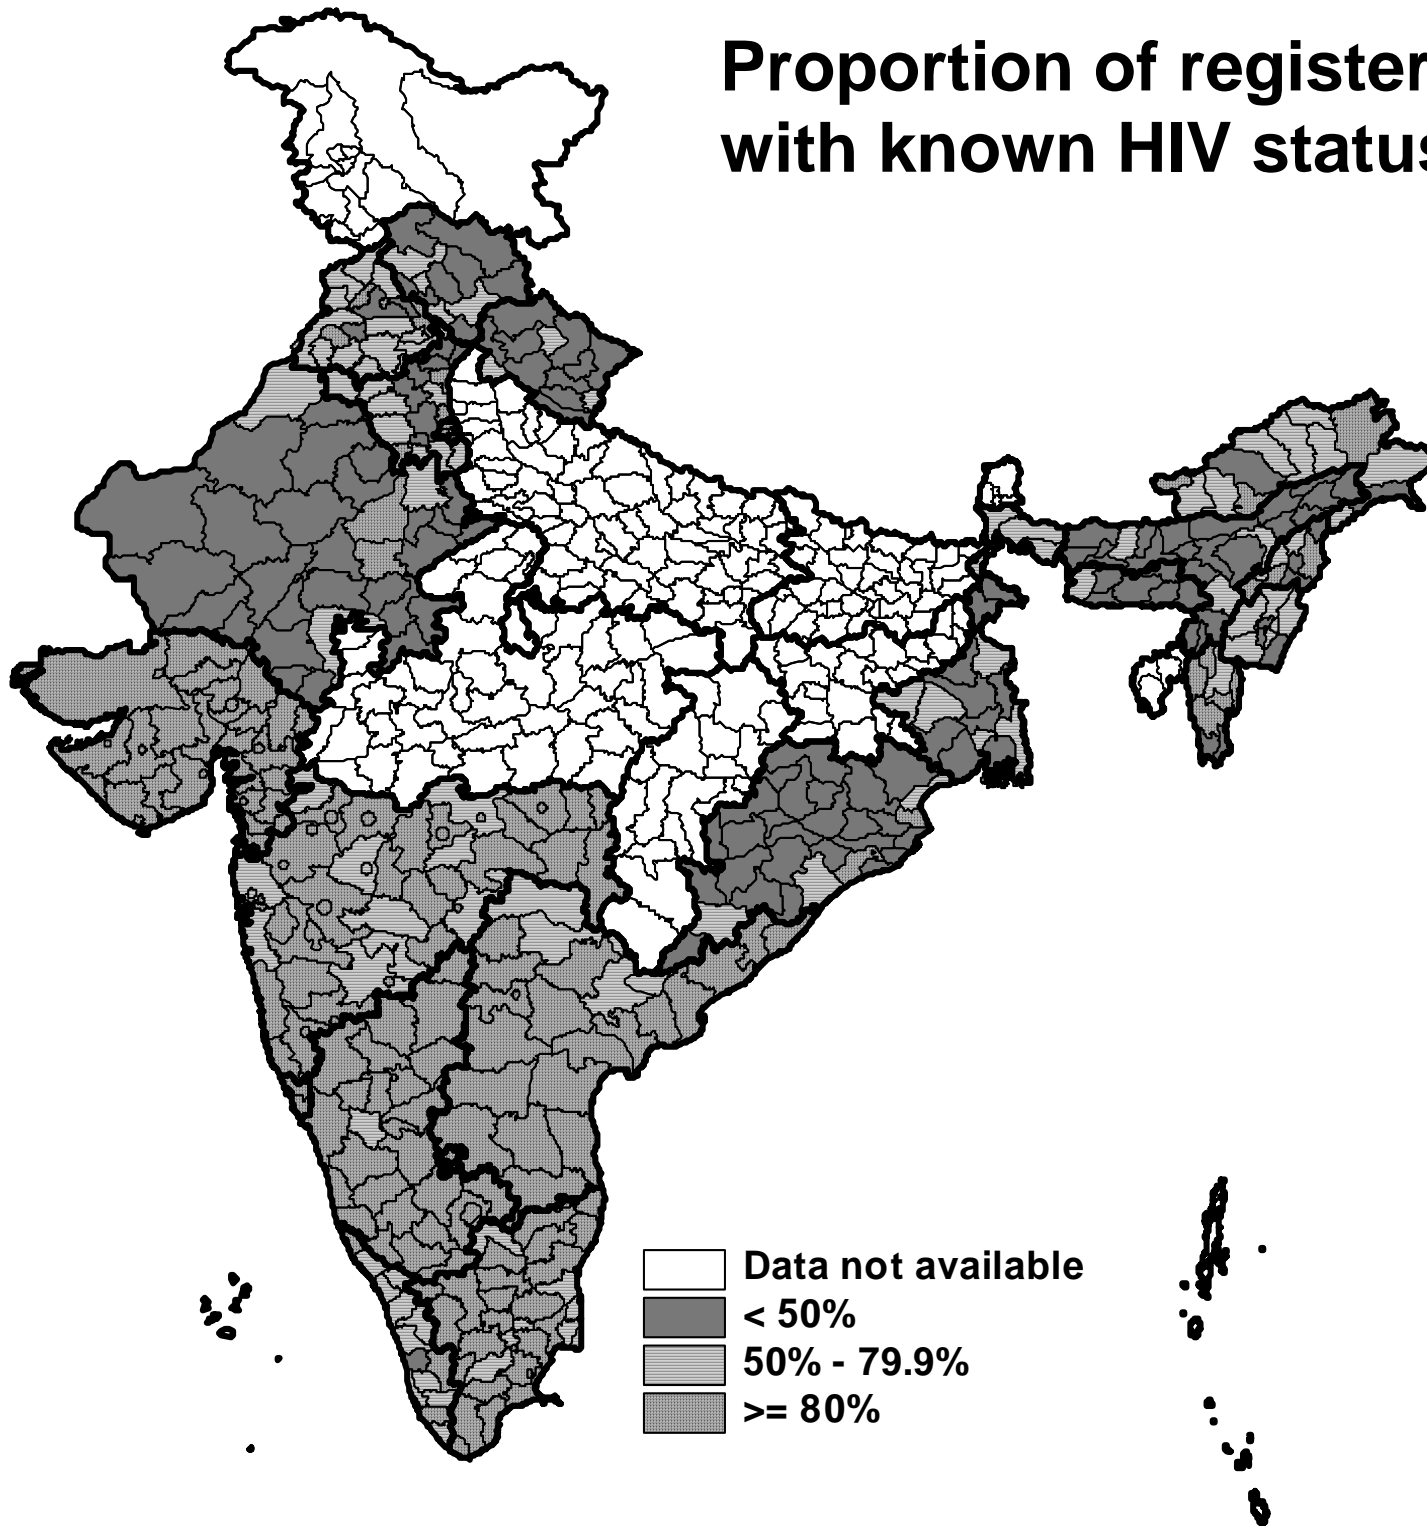 Proportion of register
with known HIV status
Data not available
< 50%
50% - 79.9%
>= 80%